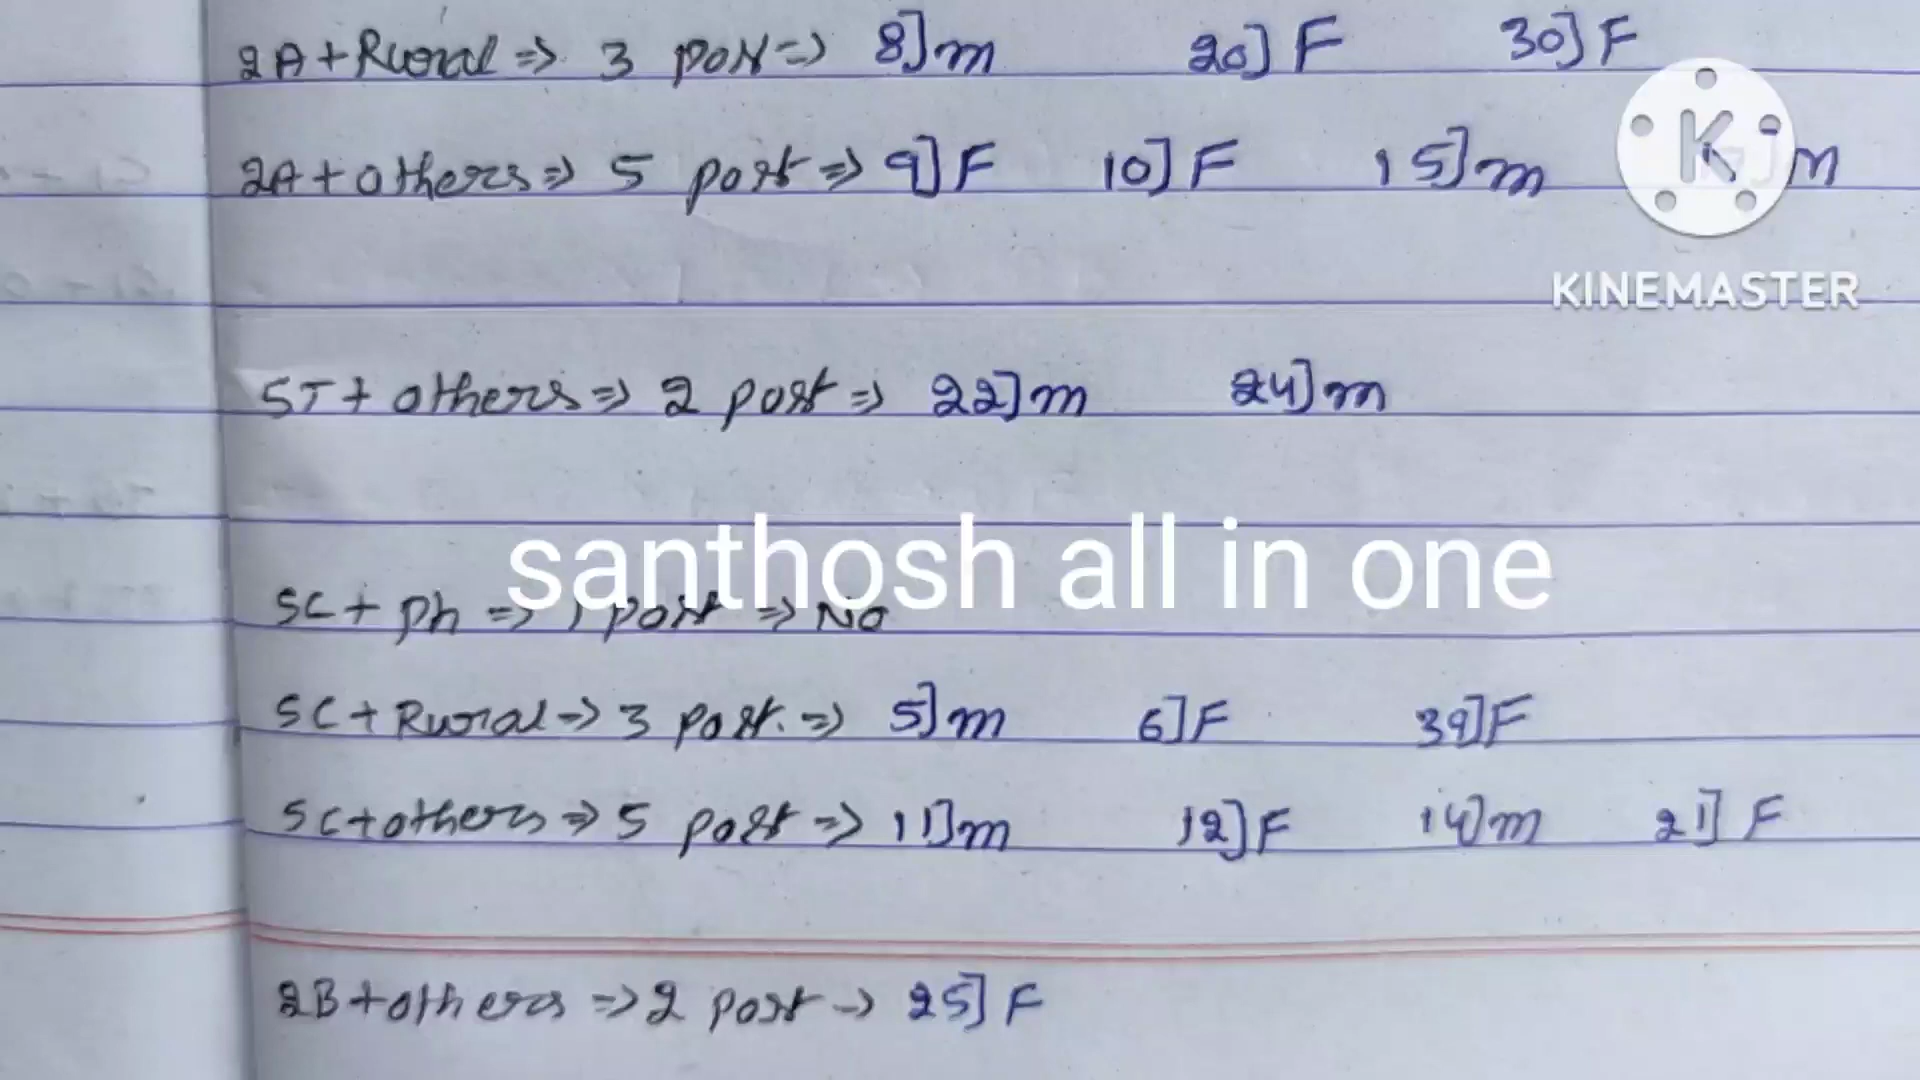 2A + Rural => 3 post => 8]m 20] F 30] F
2A + others => 5 post => 9]F 10] F 15]m ]m
KINEMASTER
ST + others => 2 post => 22]m 24]m
santhosh all in one
SC + Ph => 1 post => No
SC + Rural => 3 post. => 5]m 6]F 39]F
SC + others => 5 post => 11]m 12]F 14]m 21] F
2B + others => 2 post -> 25] F